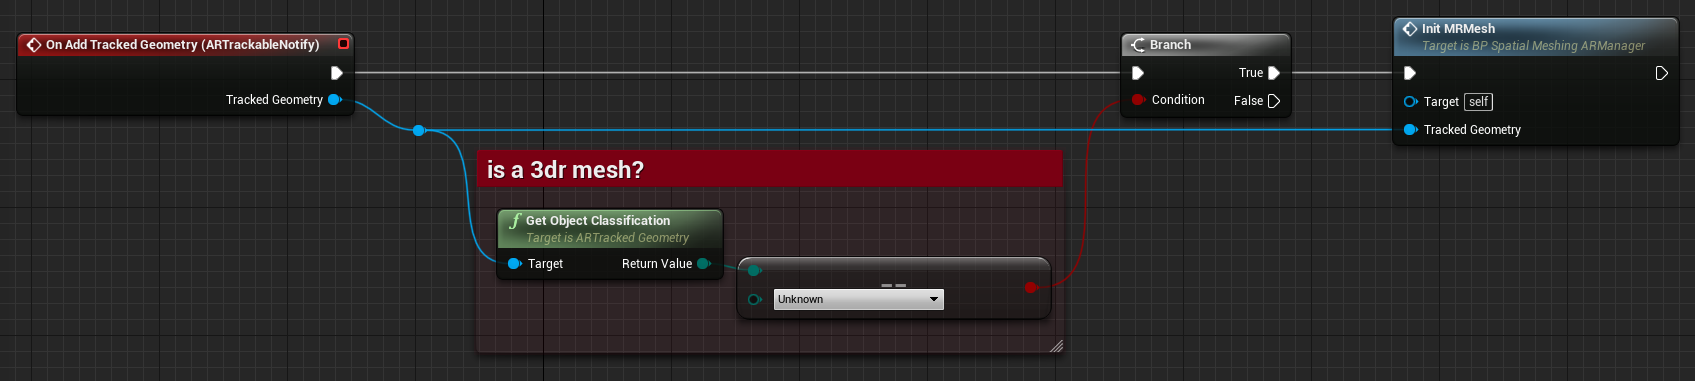 On Add Tracked Geometry (ARTrackableNotify)
Tracked Geometry
is a 3dr mesh?
f Get Object Classification
Target is ARTracked Geometry
Target
Return Value
==
Unknown
Branch
True
Condition
False
Init MRMesh
Target is BP Spatial Meshing ARManager
Target self
Tracked Geometry